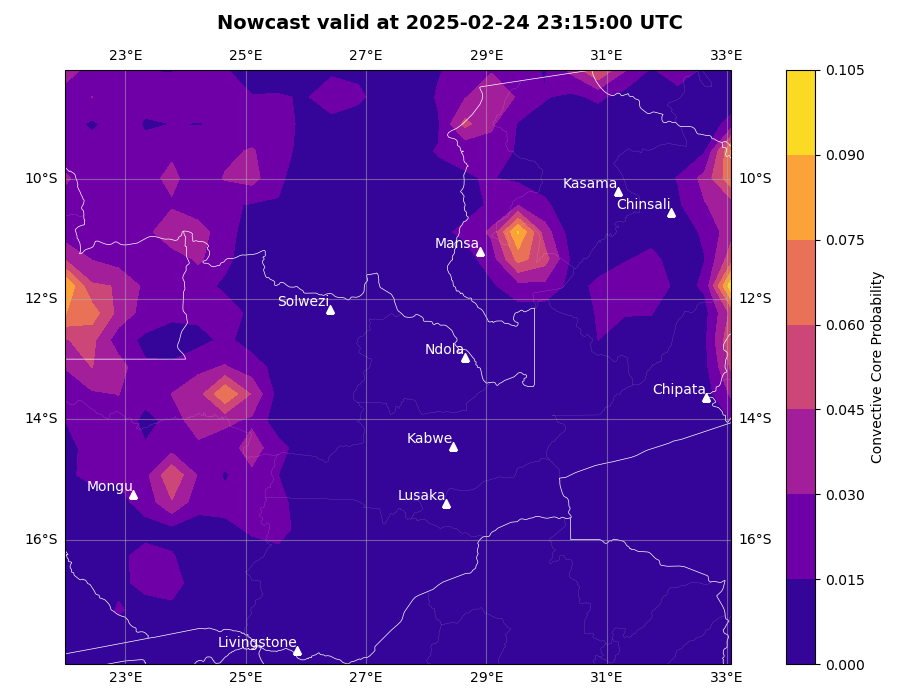 Nowcast valid at 2025-02-24 23:15:00 UTC
23°E 25°E 27°E 29°E 31°E 33°E
0.105
0.090
10°S 10°S
Kasama
Chinsali
Mansa
0.075
12°S 12°S
Solwezi
0.060
Ndola
Chipata
0.045
14°S 14°S
Kabwe
Mongu
Lusaka
0.030
16°S 16°S
0.015
Livingstone
0.000
23°E 25°E 27°E 29°E 31°E 33°E
Convective Core Probability